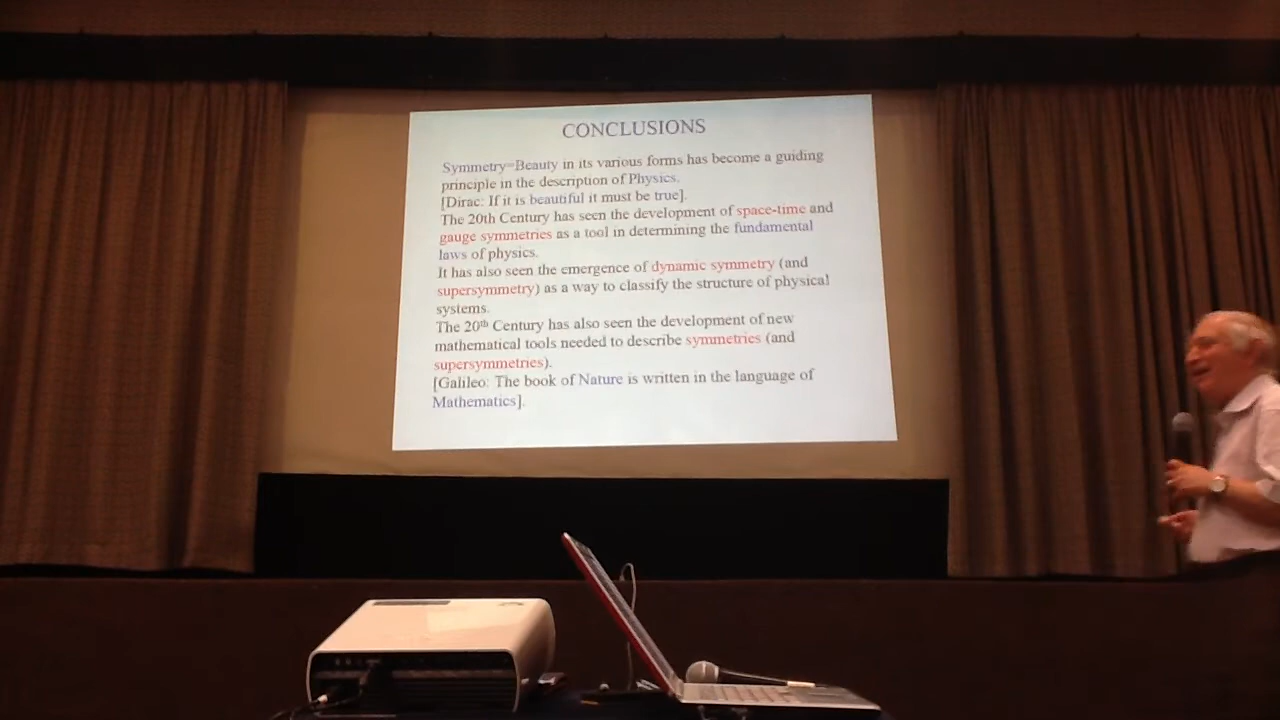 CONCLUSIONS
Symmetry=Beauty in its various forms has become a guiding
principle in the description of Physics.
[Dirac: If it is beautiful it must be true].
The 20th Century has seen the development of space-time and
gauge symmetries as a tool in determining the fundamental
laws of physics.
It has also seen the emergence of dynamic symmetry (and
supersymmetry) as a way to classify the structure of physical
systems.
The 20th Century has also seen the development of new
mathematical tools needed to describe symmetries (and
supersymmetries).
[Galileo: The book of Nature is written in the language of
Mathematics].